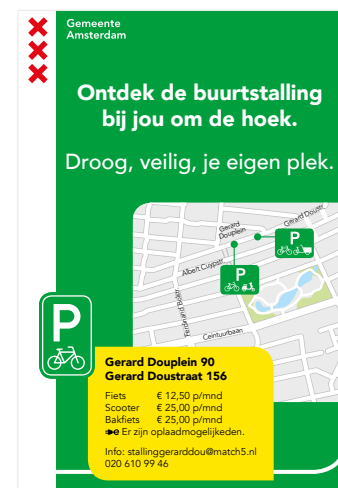 Gemeente
Amsterdam
Ontdek de buurtstalling
bij jou om de hoek.
Droog, veilig, je eigen plek.
Gerard
Douplein
Gerard Doustr
P
Albert Cuypstr
P
Ferdinand Bolstr
Ceintuurbaan
P
Gerard Douplein 90
Gerard Doustraat 156
Fiets € 12,50 p/mnd
Scooter € 25,00 p/mnd
Bakfiets € 25,00 p/mnd
e Er zijn oplaadmogelijkheden.
Info: stallinggerarddou@match5.nl
020 610 99 46